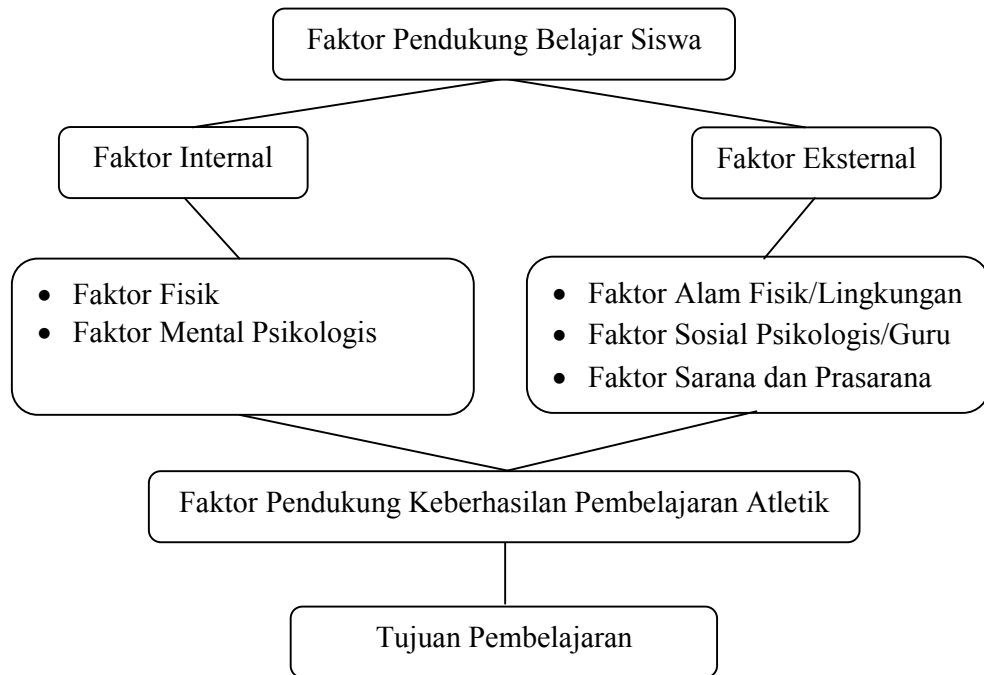 Faktor Pendukung Belajar Siswa
Faktor Internal
Faktor Eksternal
• Faktor Fisik
• Faktor Mental Psikologis
• Faktor Alam Fisik/Lingkungan
• Faktor Sosial Psikologis/Guru
• Faktor Sarana dan Prasarana
Faktor Pendukung Keberhasilan Pembelajaran Atletik
Tujuan Pembelajaran